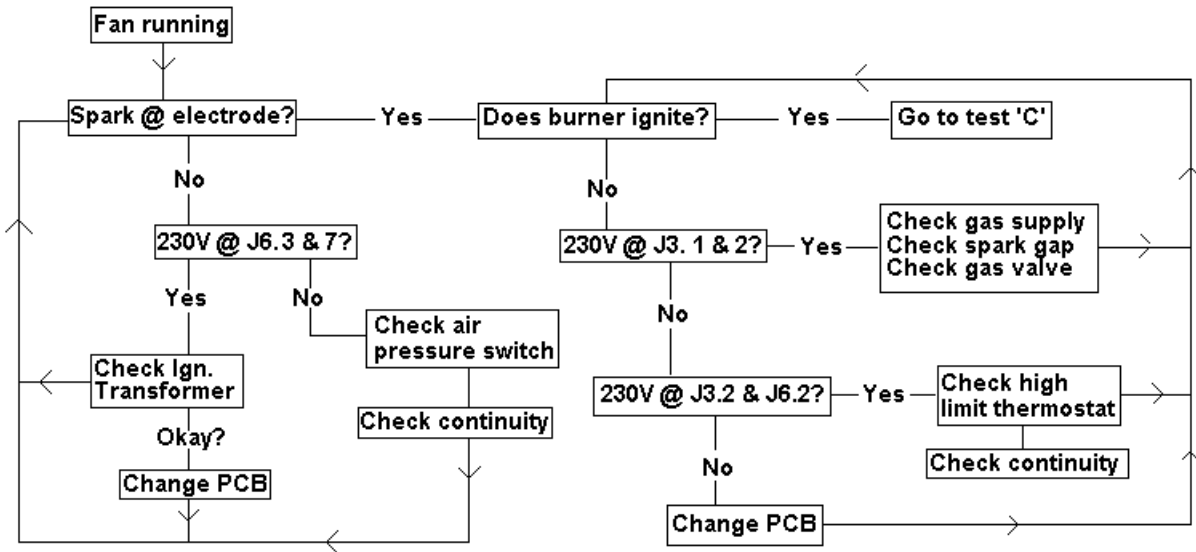 Fan running
Spark @ electrode?
Yes
Does burner ignite?
Yes
Go to test 'C'
No
No
230V @ J6.3 & 7?
230V @ J3. 1 & 2?
Yes
Check gas supply
Check spark gap
Check gas valve
Yes
No
No
Check air
pressure switch
Check Ign.
Transformer
230V @ J3.2 & J6.2?
Yes
Check high
limit thermostat
Check continuity
Okay?
No
Check continuity
Change PCB
Change PCB